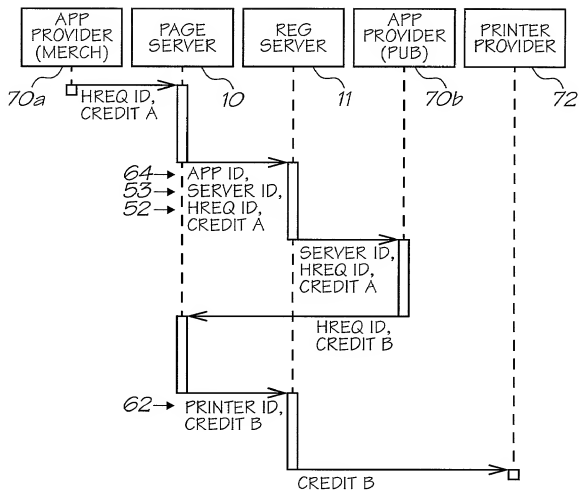 APP
PROVIDER
(MERCH)
PAGE
SERVER
REG
SERVER
APP
PROVIDER
(PUB)
PRINTER
PROVIDER
70a
10
11
70b
72
HREQ ID,
CREDIT A
64 APP ID,
53 SERVER ID,
52 HREQ ID,
CREDIT A
SERVER ID,
HREQ ID,
CREDIT A
HREQ ID,
CREDIT B
62 PRINTER ID,
CREDIT B
CREDIT B